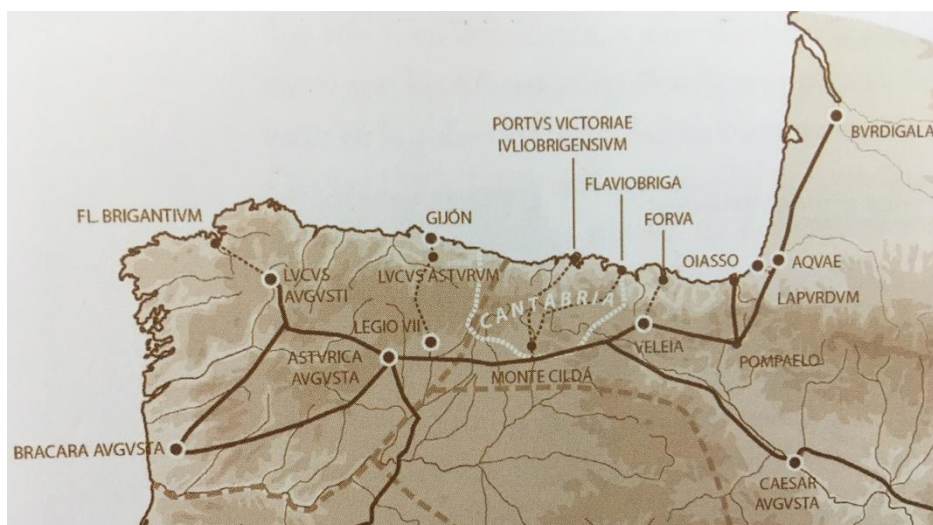 PORTVS VICTORIAE
IVLIOBRIGENSIVM
BVRDIGALA
FLAVIOBRIGA
FL. BRIGANTIVM
GIJÓN
FORVA
OIASSO
AQVAE
LVCVS
AVGVSTI
LVCVS ASTVRVM
CANTABRIA
LAPVRDVM
LEGIO VII
VELEIA
ASTVRICA
AVGVSTA
MONTE CILDÁ
POMPAELO
BRACARA AVGVSTA
CAESAR
AVGVSTA